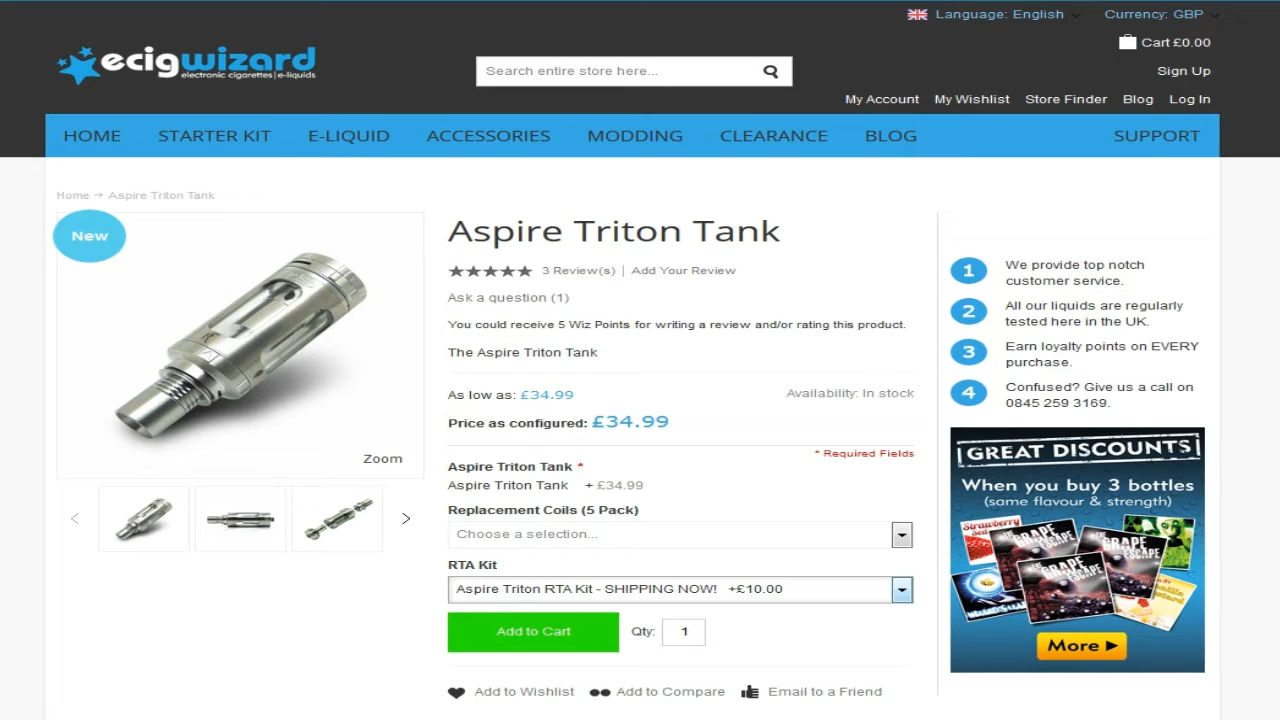 Language: English
Currency: GBP
Cart £0.00
ecigwizard
electronic cigarettes | e-liquids
Search entire store here...
Sign Up
My Account My Wishlist Store Finder Blog Log In
HOME STARTER KIT E-LIQUID ACCESSORIES MODDING CLEARANCE BLOG SUPPORT
Home → Aspire Triton Tank
New
Zoom
Aspire Triton Tank
3 Review(s) | Add Your Review
Ask a question (1)
You could receive 5 Wiz Points for writing a review and/or rating this product.
The Aspire Triton Tank
As low as: £34.99
Availability: In stock
Price as configured: £34.99
* Required Fields
Aspire Triton Tank *
Aspire Triton Tank + £34.99
Replacement Coils (5 Pack)
Choose a selection...
RTA Kit
Aspire Triton RTA Kit - SHIPPING NOW! +£10.00
Add to Cart
Qty: 1
Add to Wishlist
Add to Compare
Email to a Friend
1 We provide top notch
customer service.
2 All our liquids are regularly
tested here in the UK.
3 Earn loyalty points on EVERY
purchase.
4 Confused? Give us a call on
0845 259 3169.
GREAT DISCOUNTS
When you buy 3 bottles
(same flavour & strength)
Strawberry
GRAPE
ESCAPE
GRAPE
ESCAPE
GRAPE
ESCAPE
More ►